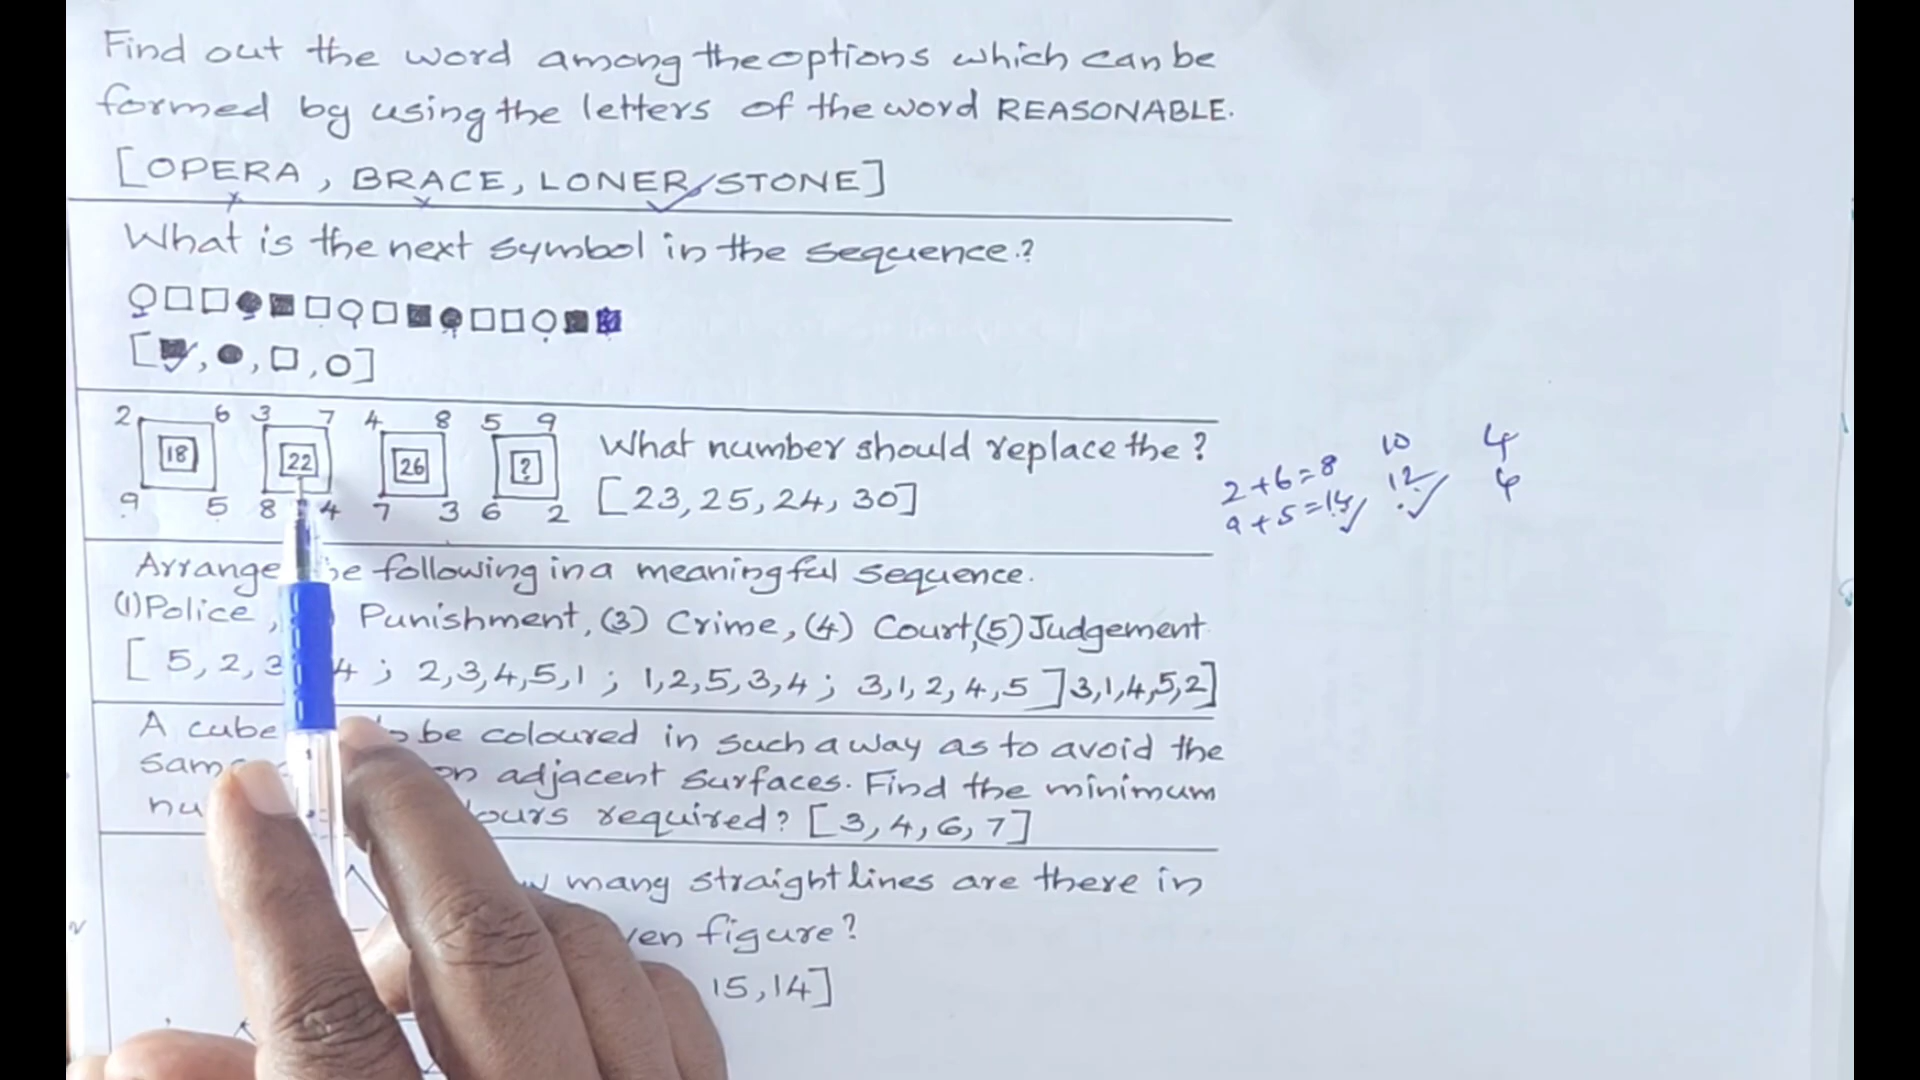 Find out the word among the options which can be
formed by using the letters of the word REASONABLE.
[OPERA, BRACE, LONER, STONE]
What is the next symbol in the sequence?
2 6 3 7 4 8 5 9
18 22 26 ?
9 5 8 4 7 3 6 2
What number should replace the ?
[23, 25, 24, 30]
2+6=8 10 4
9+5=14 12 4
Arrange following in a meaningful sequence.
(1) Police, Punishment, (3) Crime, (4) Court, (5) Judgement
[ 5, 2, 3 4 ; 2,3,4,5,1 ; 1,2,5,3,4 ; 3,1,2,4,5 ] 3,1,4,5,2]
A cube be coloured in such a way as to avoid the
on adjacent surfaces. Find the minimum
required? [3, 4, 6, 7]
many straight lines are there in
figure?
15, 14]